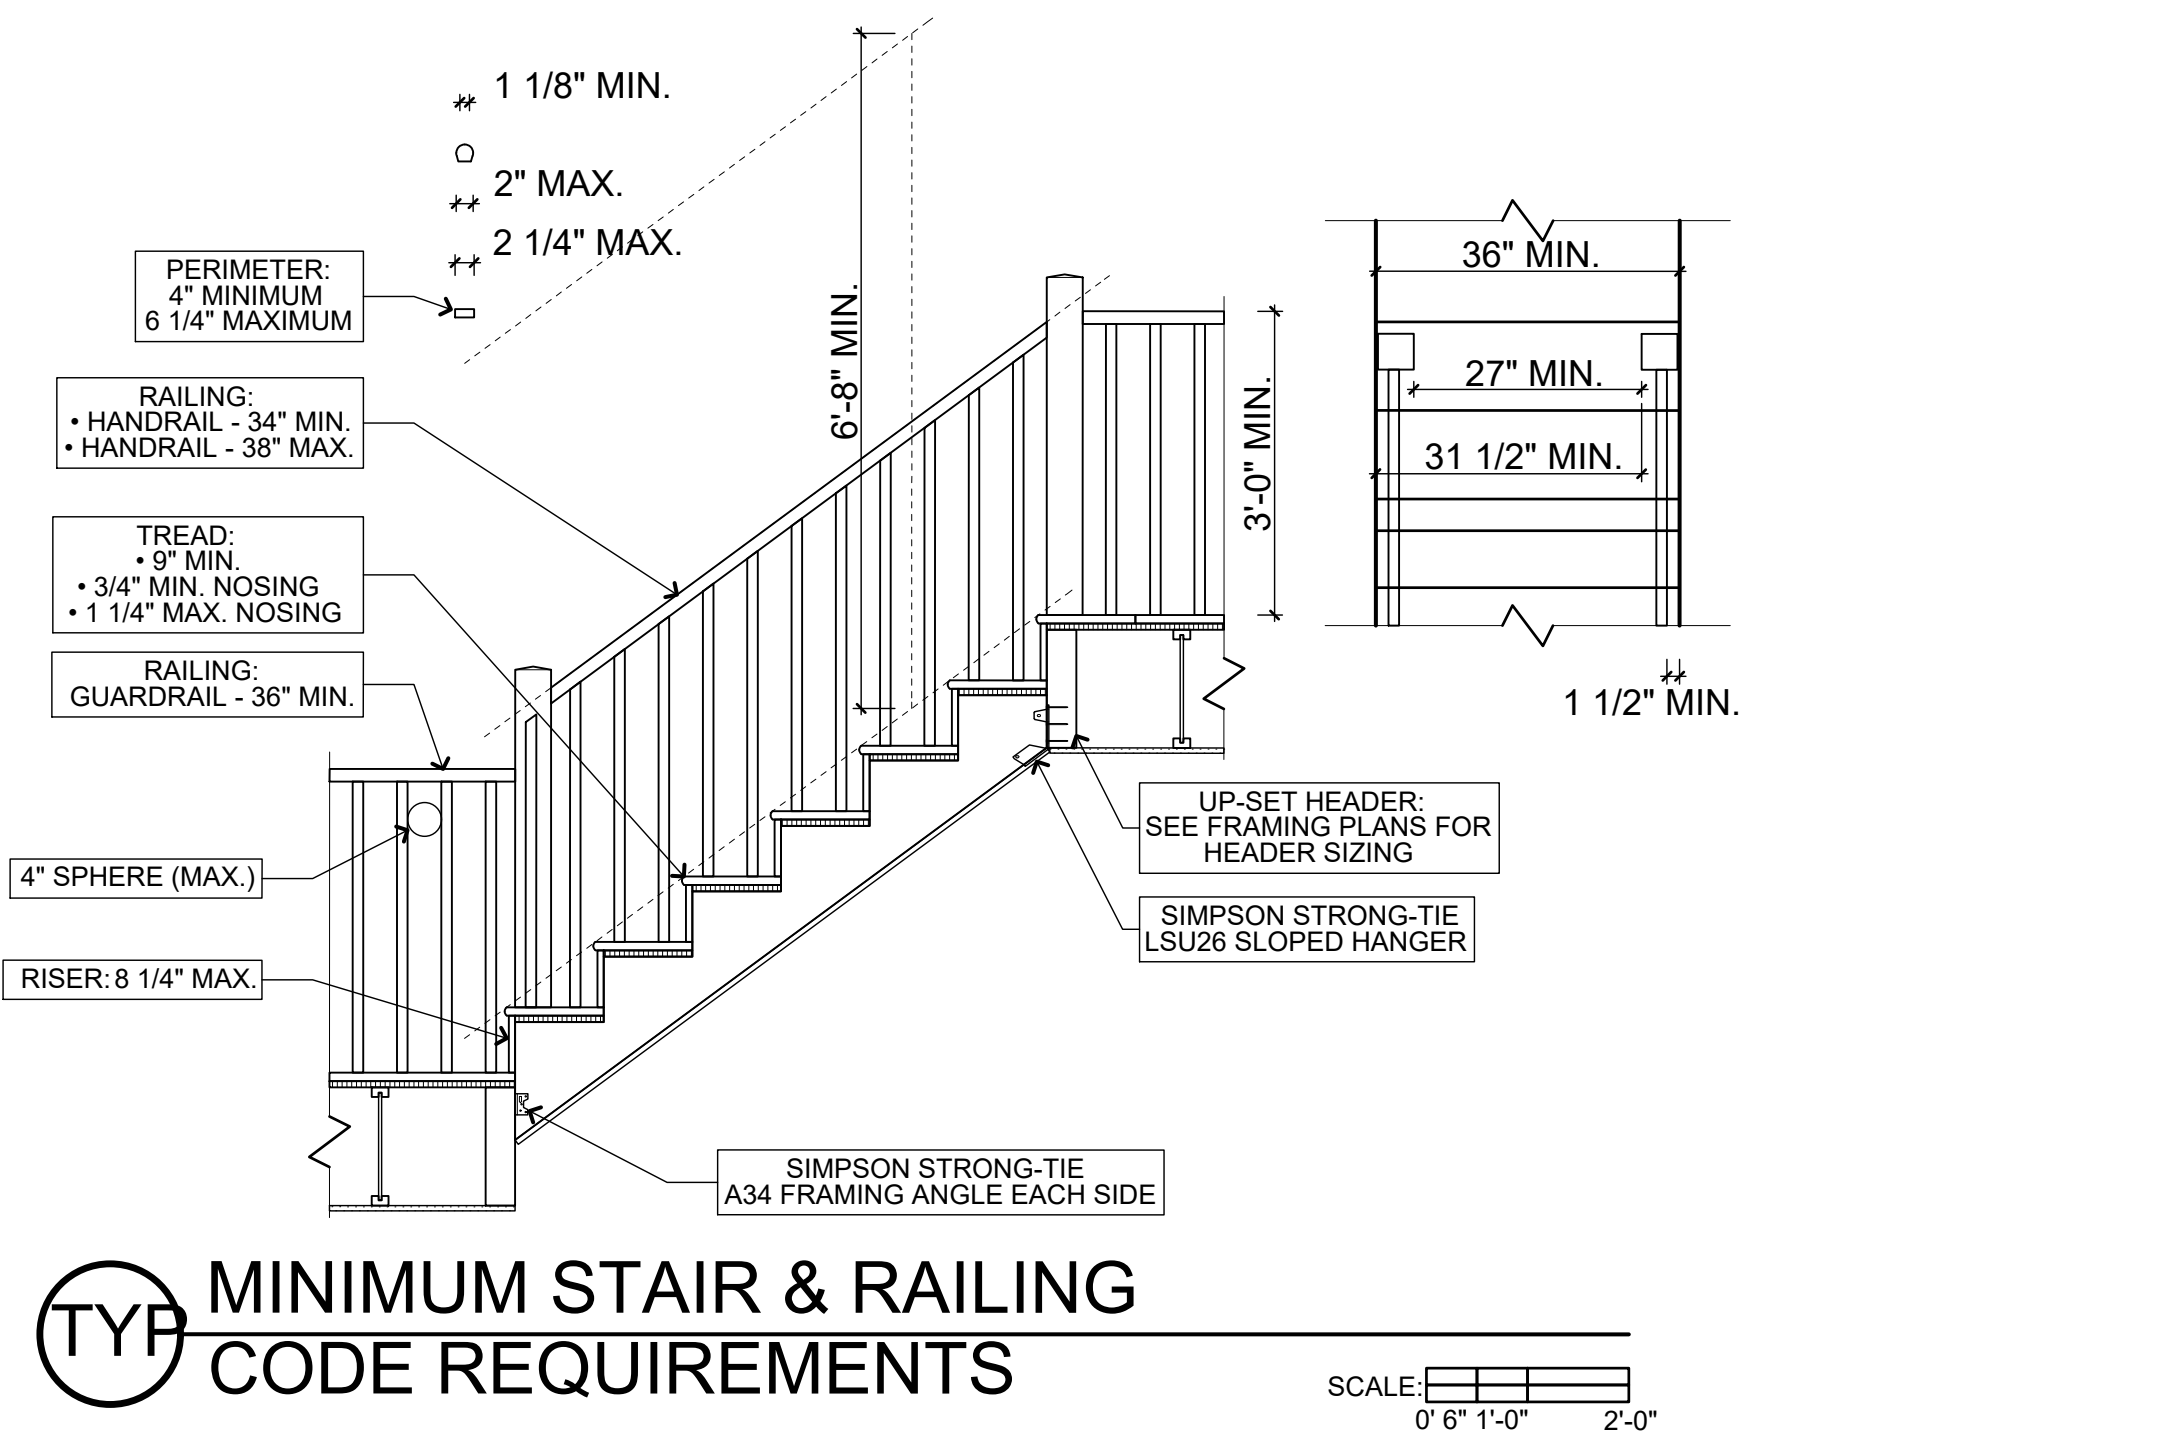 1 1/8" MIN.
2" MAX.
2 1/4" MAX.
PERIMETER:
4" MINIMUM
6 1/4" MAXIMUM
RAILING:
• HANDRAIL - 34" MIN.
• HANDRAIL - 38" MAX.
TREAD:
• 9" MIN.
• 3/4" MIN. NOSING
• 1 1/4" MAX. NOSING
RAILING:
GUARDRAIL - 36" MIN.
4" SPHERE (MAX.)
RISER: 8 1/4" MAX.
6'-8" MIN.
3'-0" MIN.
36" MIN.
27" MIN.
31 1/2" MIN.
1 1/2" MIN.
UP-SET HEADER:
SEE FRAMING PLANS FOR
HEADER SIZING
SIMPSON STRONG-TIE
LSU26 SLOPED HANGER
SIMPSON STRONG-TIE
A34 FRAMING ANGLE EACH SIDE
TYP
MINIMUM STAIR & RAILING
CODE REQUIREMENTS
SCALE:
0' 6" 1'-0" 2'-0"